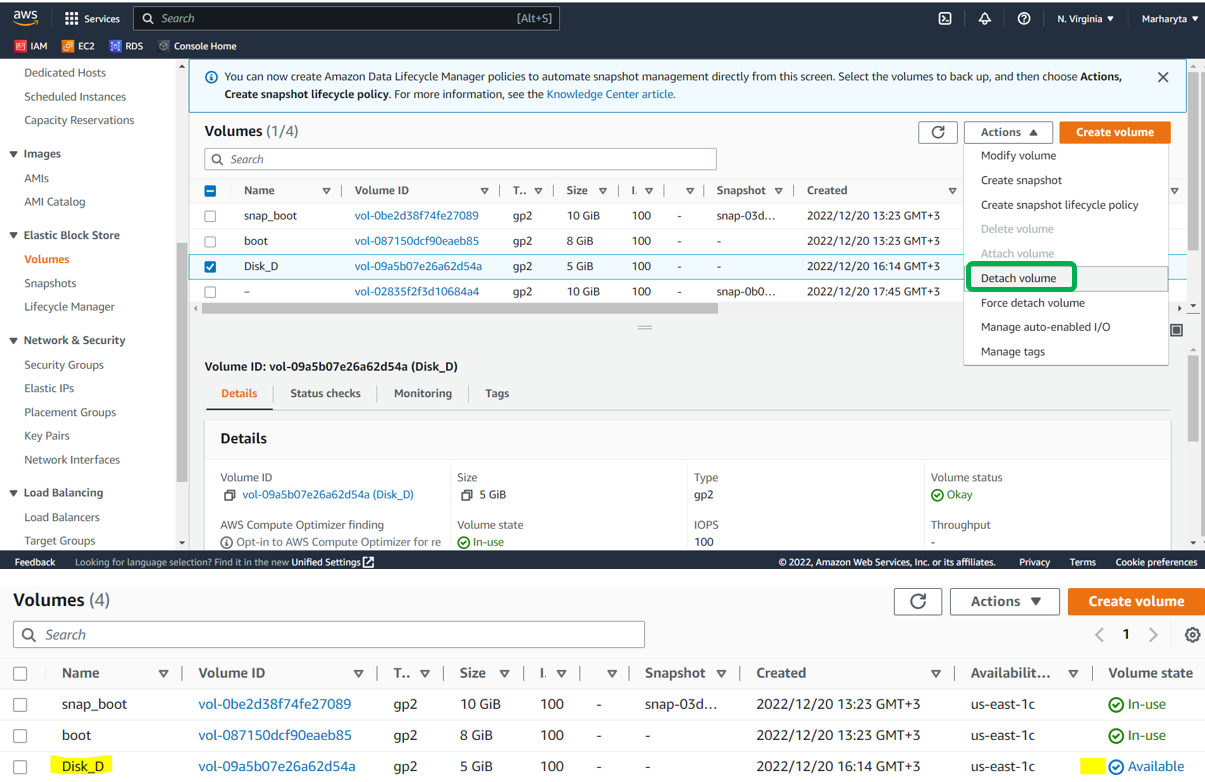 aws Services Search [Alt+S] N. Virginia Marharyta
IAM EC2 RDS Console Home
Dedicated Hosts
Scheduled Instances
Capacity Reservations
Images
AMIs
AMI Catalog
Elastic Block Store
Volumes
Snapshots
Lifecycle Manager
Network & Security
Security Groups
Elastic IPs
Placement Groups
Key Pairs
Network Interfaces
Load Balancing
Load Balancers
Target Groups
You can now create Amazon Data Lifecycle Manager policies to automate snapshot management directly from this screen. Select the volumes to back up, and then choose Actions,
Create snapshot lifecycle policy. For more information, see the Knowledge Center article.
Volumes (1/4) Actions Create volume
Search
Name Volume ID T.. Size I. Snapshot Created
snap_boot vol-0be2d38f74fe27089 gp2 10 GiB 100 - snap-03d... 2022/12/20 13:23 GMT+3
boot vol-087150dcf90eaeb85 gp2 8 GiB 100 - - 2022/12/20 13:23 GMT+3
Disk_D vol-09a5b07e26a62d54a gp2 5 GiB 100 - - 2022/12/20 16:14 GMT+3
– vol-02835f2f3d10684a4 gp2 10 GiB 100 - snap-0b0... 2022/12/20 17:45 GMT+3
Modify volume
Create snapshot
Create snapshot lifecycle policy
Delete volume
Attach volume
Detach volume
Force detach volume
Manage auto-enabled I/O
Manage tags
Volume ID: vol-09a5b07e26a62d54a (Disk_D)
Details Status checks Monitoring Tags
Details
Volume ID Size Type Volume status
vol-09a5b07e26a62d54a (Disk_D) 5 GiB gp2 Okay
AWS Compute Optimizer finding Volume state IOPS Throughput
Opt-in to AWS Compute Optimizer for re In-use 100 -
Feedback Looking for language selection? Find it in the new Unified Settings © 2022, Amazon Web Services, Inc. or its affiliates. Privacy Terms Cookie preferences
Volumes (4) Actions Create volume
Search 1
Name Volume ID T.. Size I. Snapshot Created Availabilit... Volume state
snap_boot vol-0be2d38f74fe27089 gp2 10 GiB 100 - snap-03d... 2022/12/20 13:23 GMT+3 us-east-1c In-use
boot vol-087150dcf90eaeb85 gp2 8 GiB 100 - - 2022/12/20 13:23 GMT+3 us-east-1c In-use
Disk_D vol-09a5b07e26a62d54a gp2 5 GiB 100 - - 2022/12/20 16:14 GMT+3 us-east-1c Available